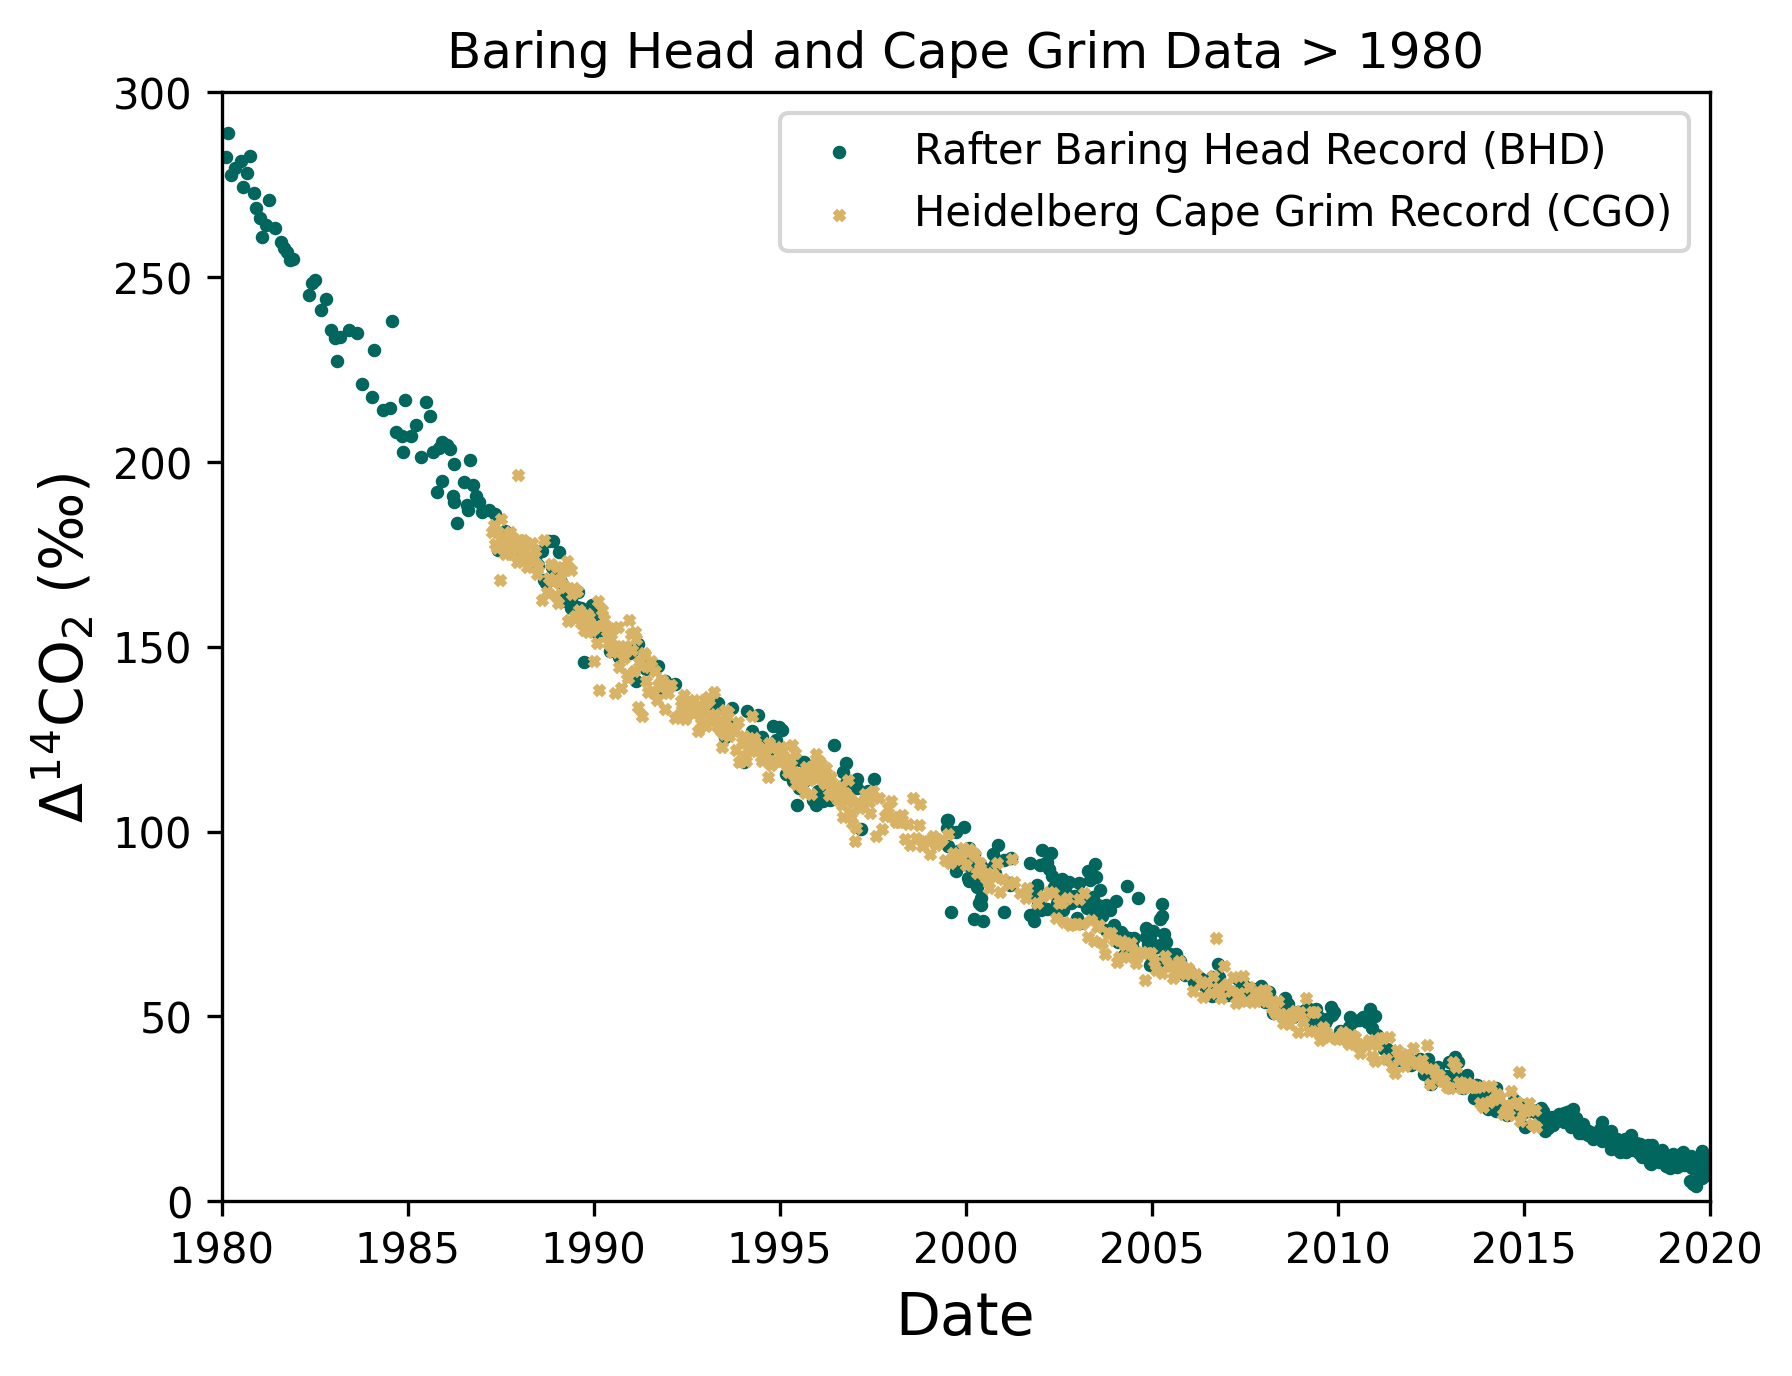 Baring Head and Cape Grim Data > 1980
Rafter Baring Head Record (BHD)
Heidelberg Cape Grim Record (CGO)
Δ¹⁴CO₂ (‰)
300
250
200
150
100
50
0
1980 1985 1990 1995 2000 2005 2010 2015 2020
Date